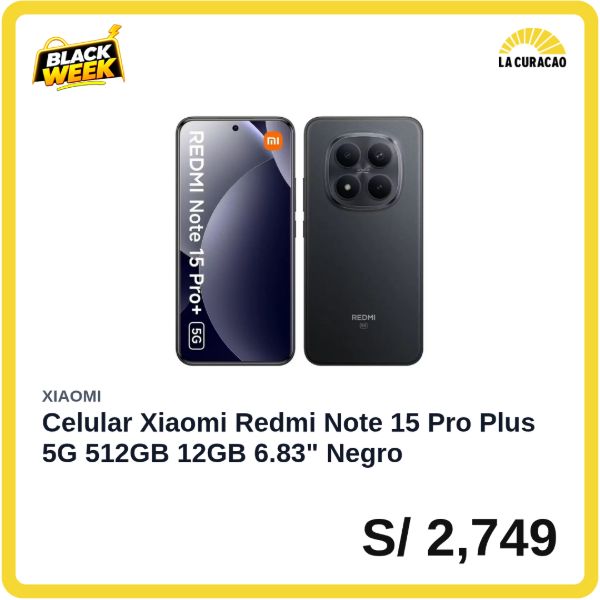 BLACK
WEEK
LA CURACAO
REDMI Note 15 Pro+
5G
REDMI
XIAOMI
Celular Xiaomi Redmi Note 15 Pro Plus
5G 512GB 12GB 6.83" Negro
S/ 2,749